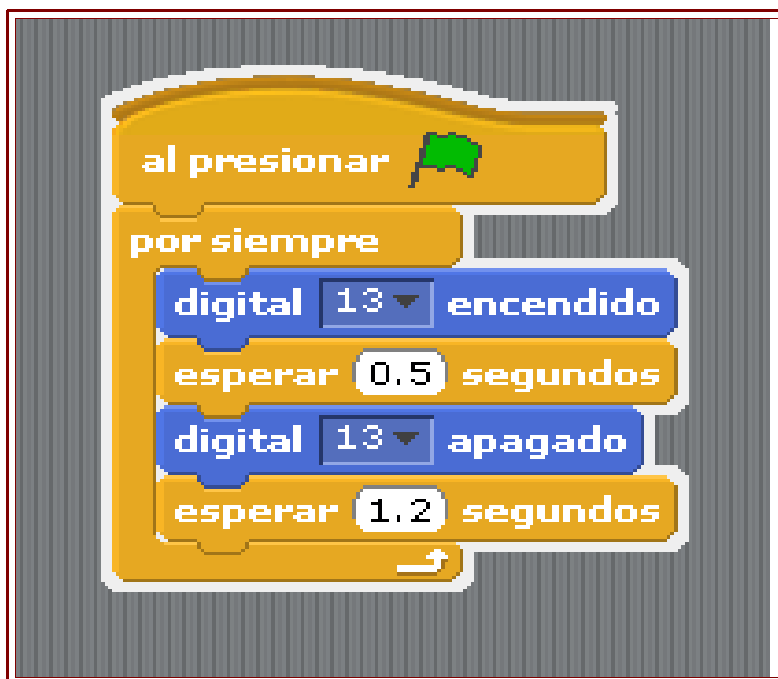 al presionar
por siempre
digital 13 encendido
esperar 0.5 segundos
digital 13 apagado
esperar 1.2 segundos